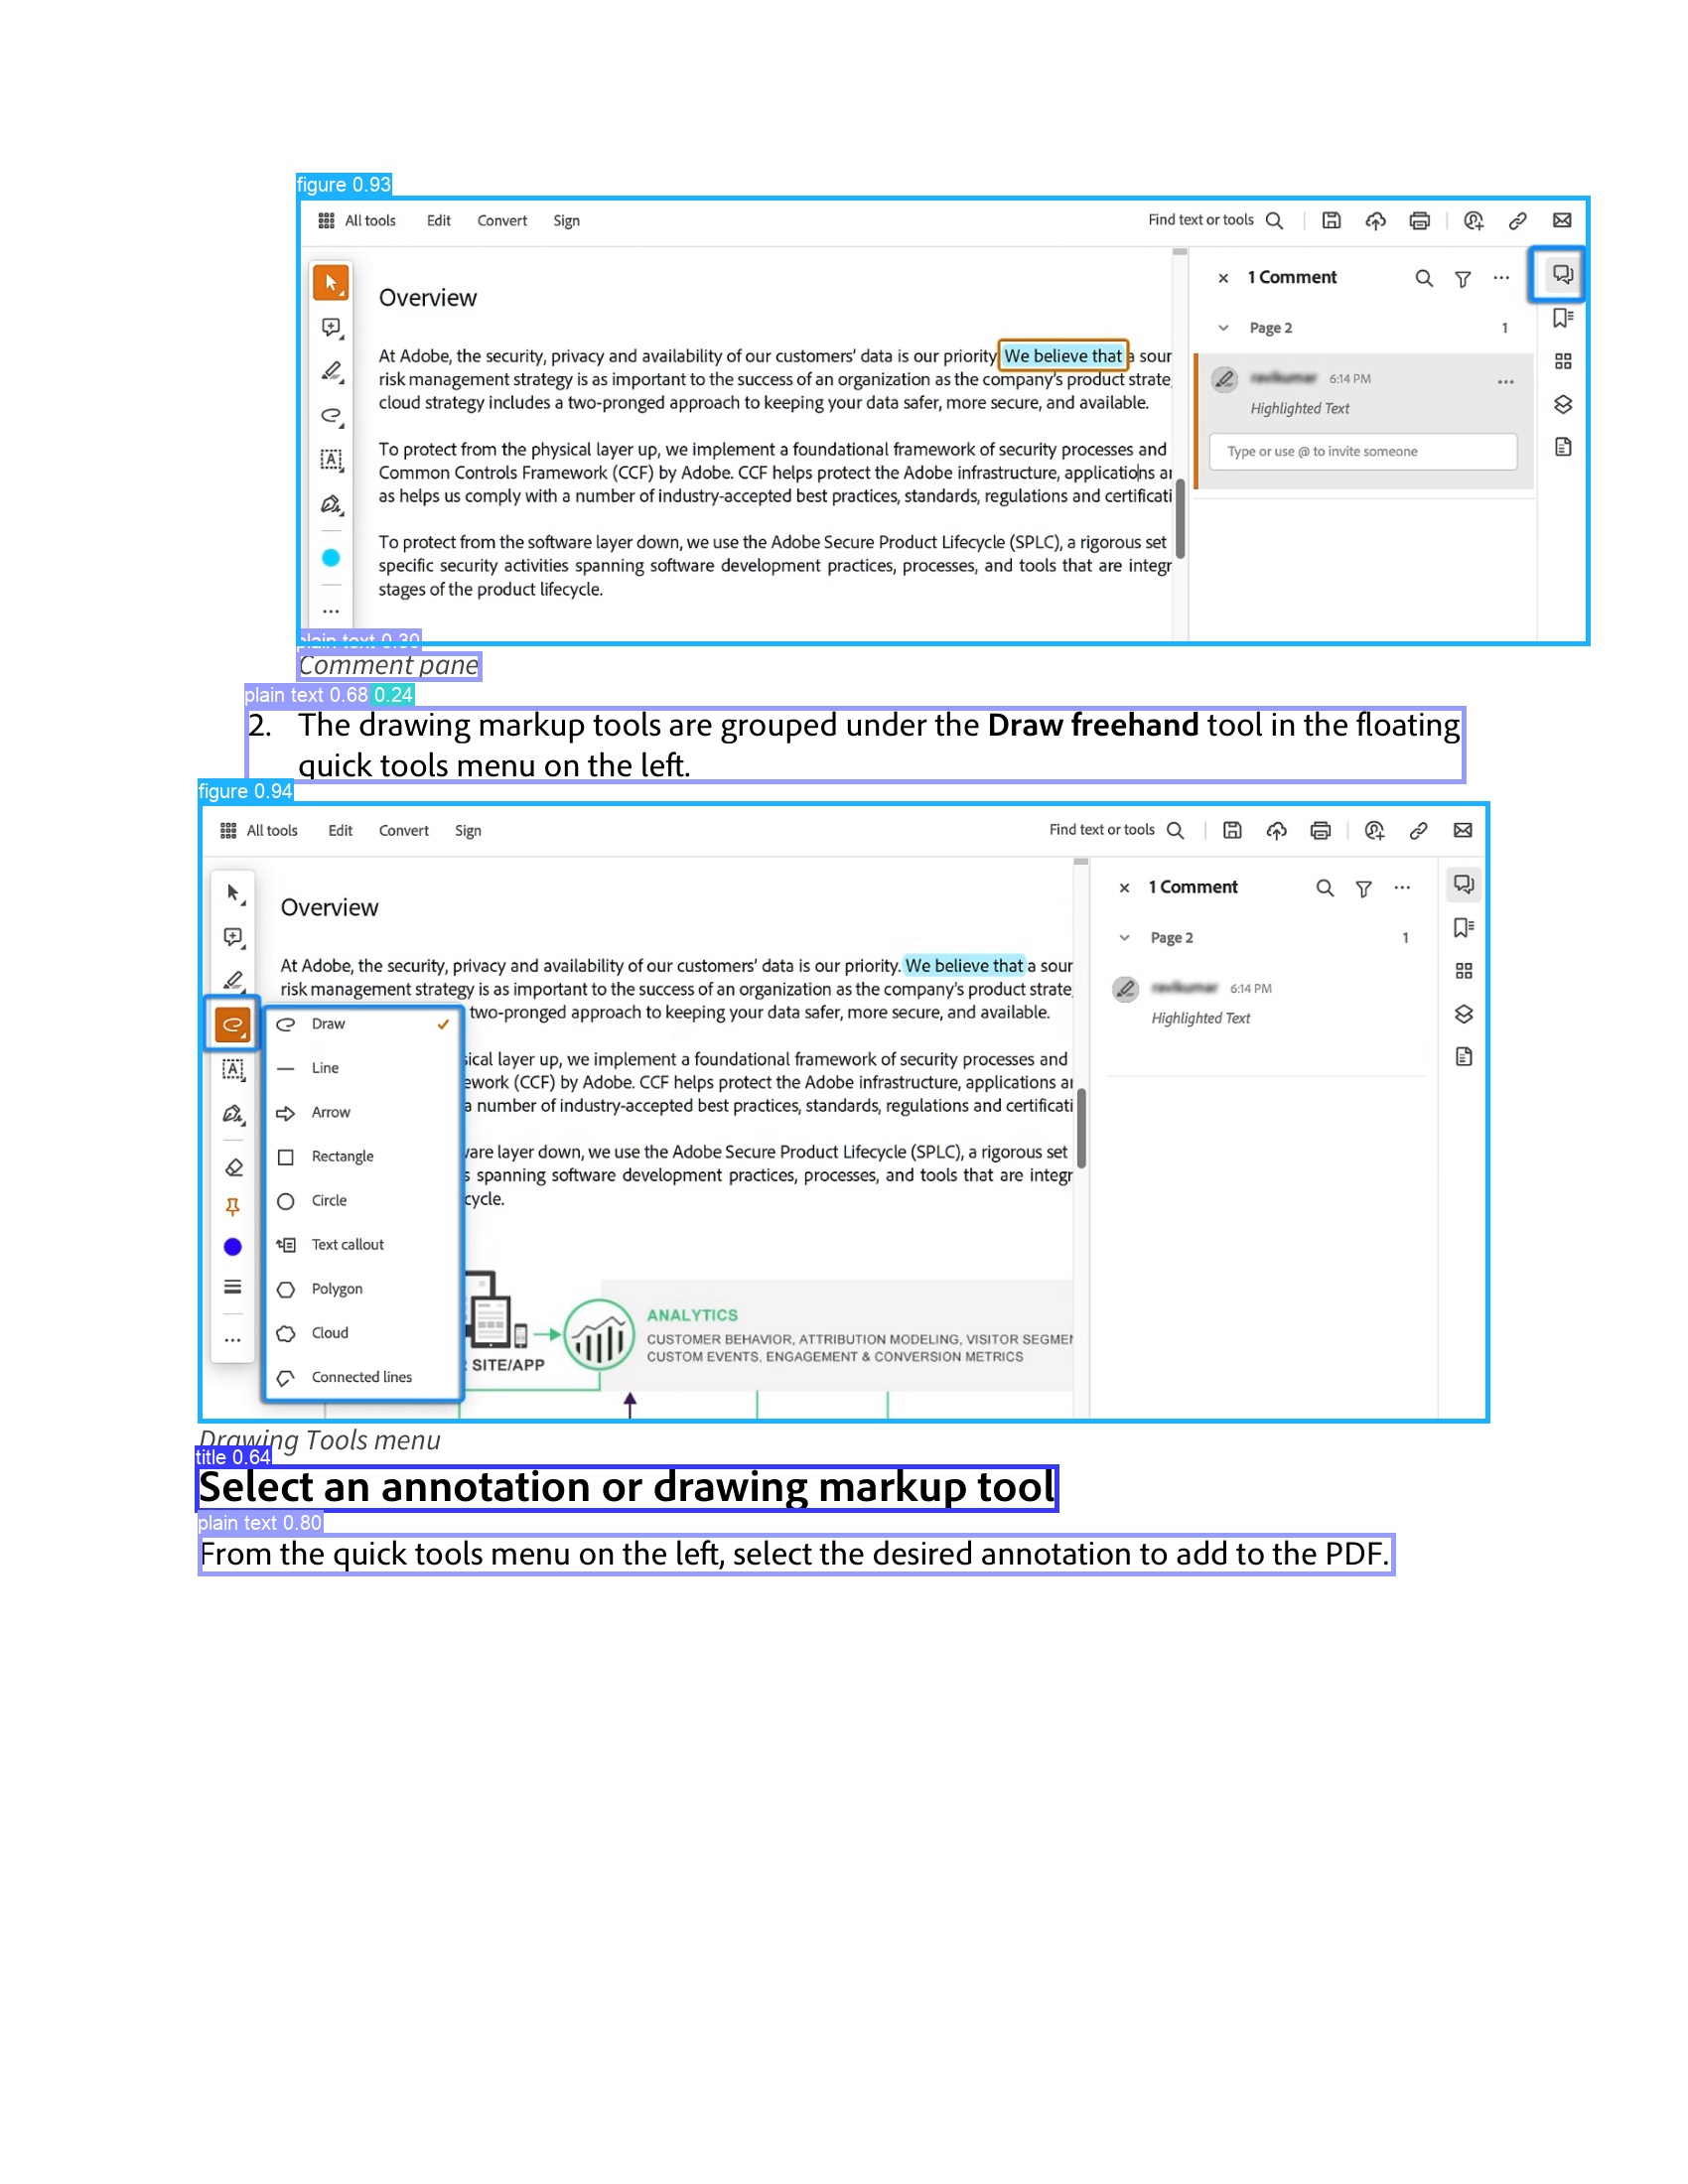 figure 0.93
All tools Edit Convert Sign Find text or tools
Overview
At Adobe, the security, privacy and availability of our customers' data is our priority We believe that a sour
risk management strategy is as important to the success of an organization as the company's product strate
cloud strategy includes a two-pronged approach to keeping your data safer, more secure, and available.
To protect from the physical layer up, we implement a foundational framework of security processes and
Common Controls Framework (CCF) by Adobe. CCF helps protect the Adobe infrastructure, applications ar
as helps us comply with a number of industry-accepted best practices, standards, regulations and certificati
To protect from the software layer down, we use the Adobe Secure Product Lifecycle (SPLC), a rigorous set
specific security activities spanning software development practices, processes, and tools that are integr
stages of the product lifecycle.
1 Comment
Page 2 1
6:14 PM
Highlighted Text
Type or use @ to invite someone
plain text 0.30
Comment pane
plain text 0.68 0.24
2. The drawing markup tools are grouped under the Draw freehand tool in the floating
quick tools menu on the left.
figure 0.94
All tools Edit Convert Sign Find text or tools
Overview
At Adobe, the security, privacy and availability of our customers' data is our priority. We believe that a sour
risk management strategy is as important to the success of an organization as the company's product strate
two-pronged approach to keeping your data safer, more secure, and available.
sical layer up, we implement a foundational framework of security processes and
ework (CCF) by Adobe. CCF helps protect the Adobe infrastructure, applications ar
a number of industry-accepted best practices, standards, regulations and certificati
vare layer down, we use the Adobe Secure Product Lifecycle (SPLC), a rigorous set
s spanning software development practices, processes, and tools that are integr
cycle.
Draw
Line
Arrow
Rectangle
Circle
Text callout
Polygon
Cloud
Connected lines
SITE/APP
ANALYTICS
CUSTOMER BEHAVIOR, ATTRIBUTION MODELING, VISITOR SEGMEN
CUSTOM EVENTS, ENGAGEMENT & CONVERSION METRICS
1 Comment
Page 2 1
6:14 PM
Highlighted Text
Drawing Tools menu
title 0.64
Select an annotation or drawing markup tool
plain text 0.80
From the quick tools menu on the left, select the desired annotation to add to the PDF.